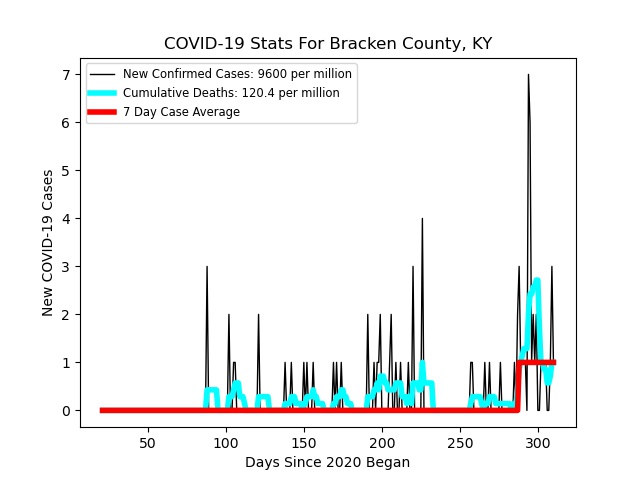 COVID-19 Stats For Bracken County, KY
New Confirmed Cases: 9600 per million
Cumulative Deaths: 120.4 per million
7 Day Case Average
New COVID-19 Cases
7
6
5
4
3
2
1
0
50 100 150 200 250 300
Days Since 2020 Began